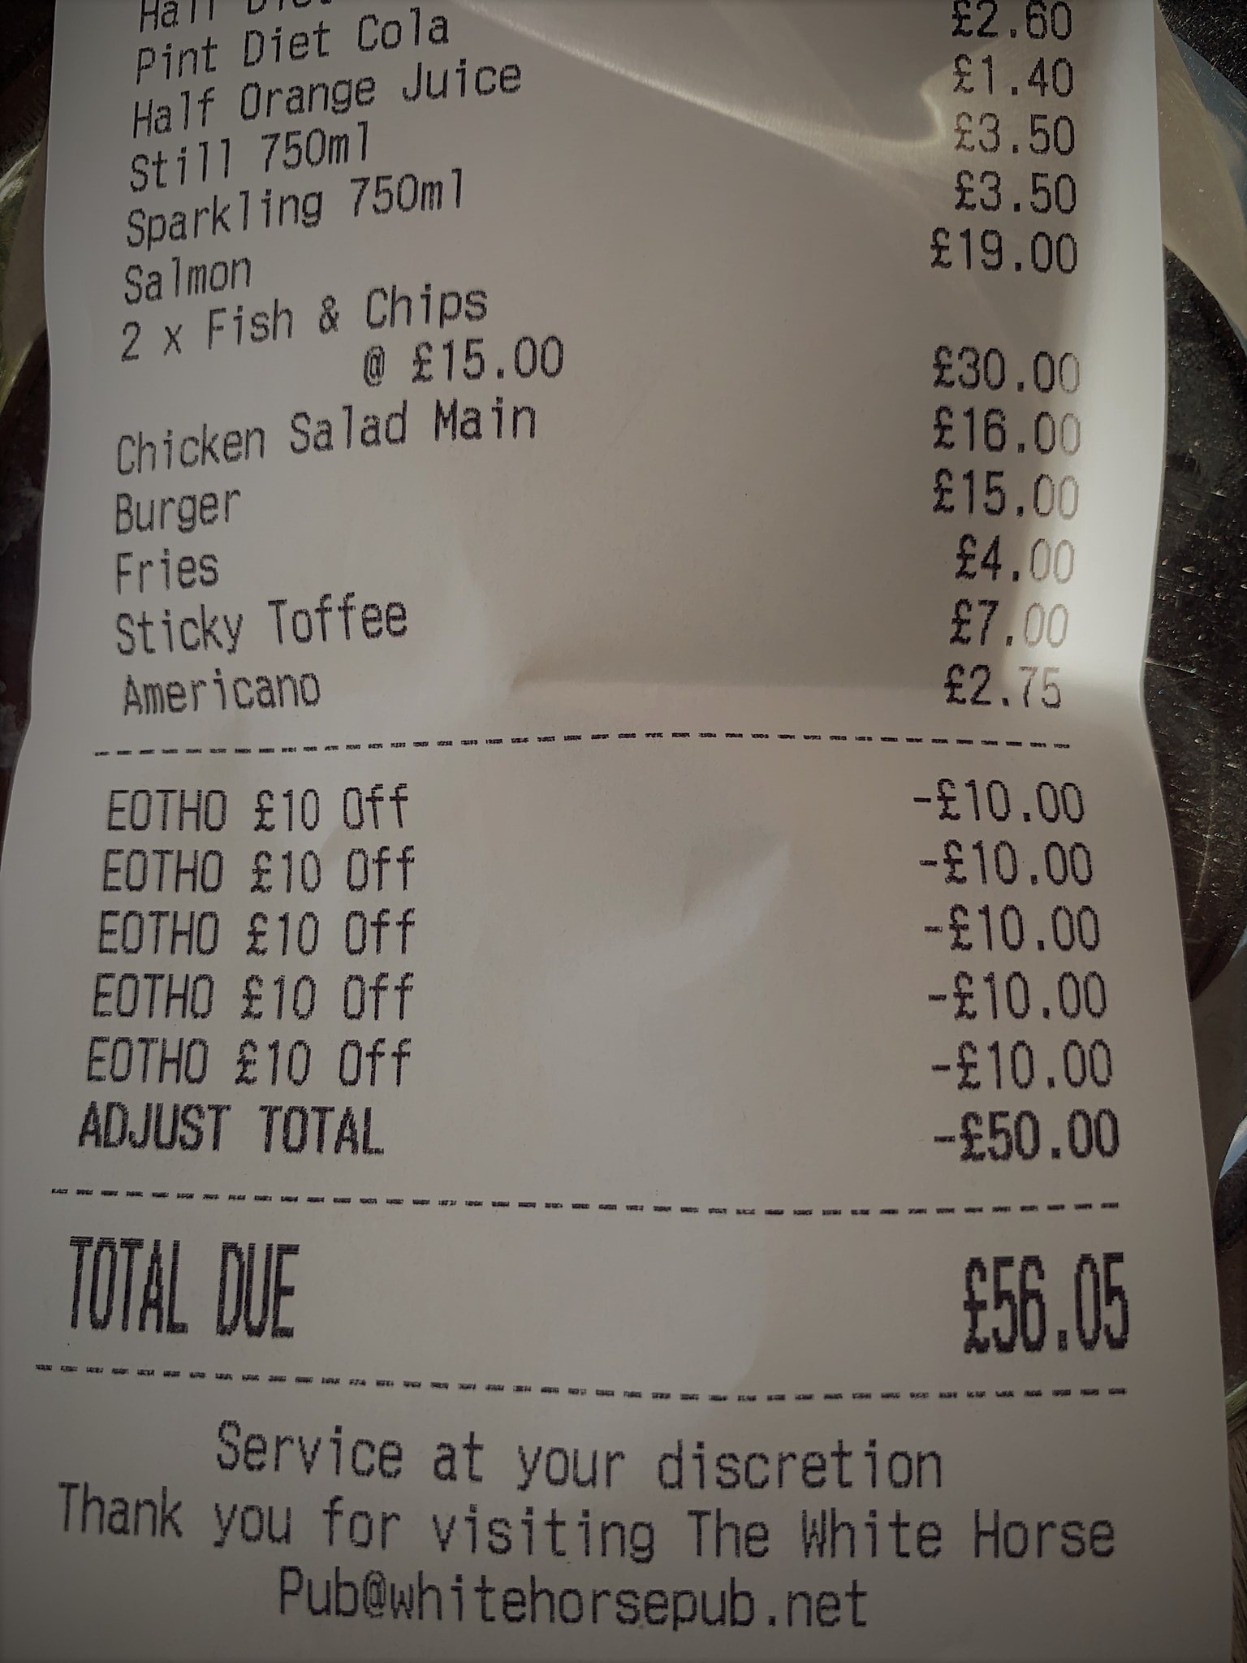 Half Diet
Pint Diet Cola £2.60
Half Orange Juice £1.40
Still 750ml £3.50
Sparkling 750ml £3.50
Salmon £19.00
2 x Fish & Chips
@ £15.00 £30.00
Chicken Salad Main £16.00
Burger £15.00
Fries £4.00
Sticky Toffee £7.00
Americano £2.75
EOTHO £10 Off -£10.00
EOTHO £10 Off -£10.00
EOTHO £10 Off -£10.00
EOTHO £10 Off -£10.00
EOTHO £10 Off -£10.00
ADJUST TOTAL -£50.00
TOTAL DUE £56.05
Service at your discretion
Thank you for visiting The White Horse
Pub@whitehorsepub.net